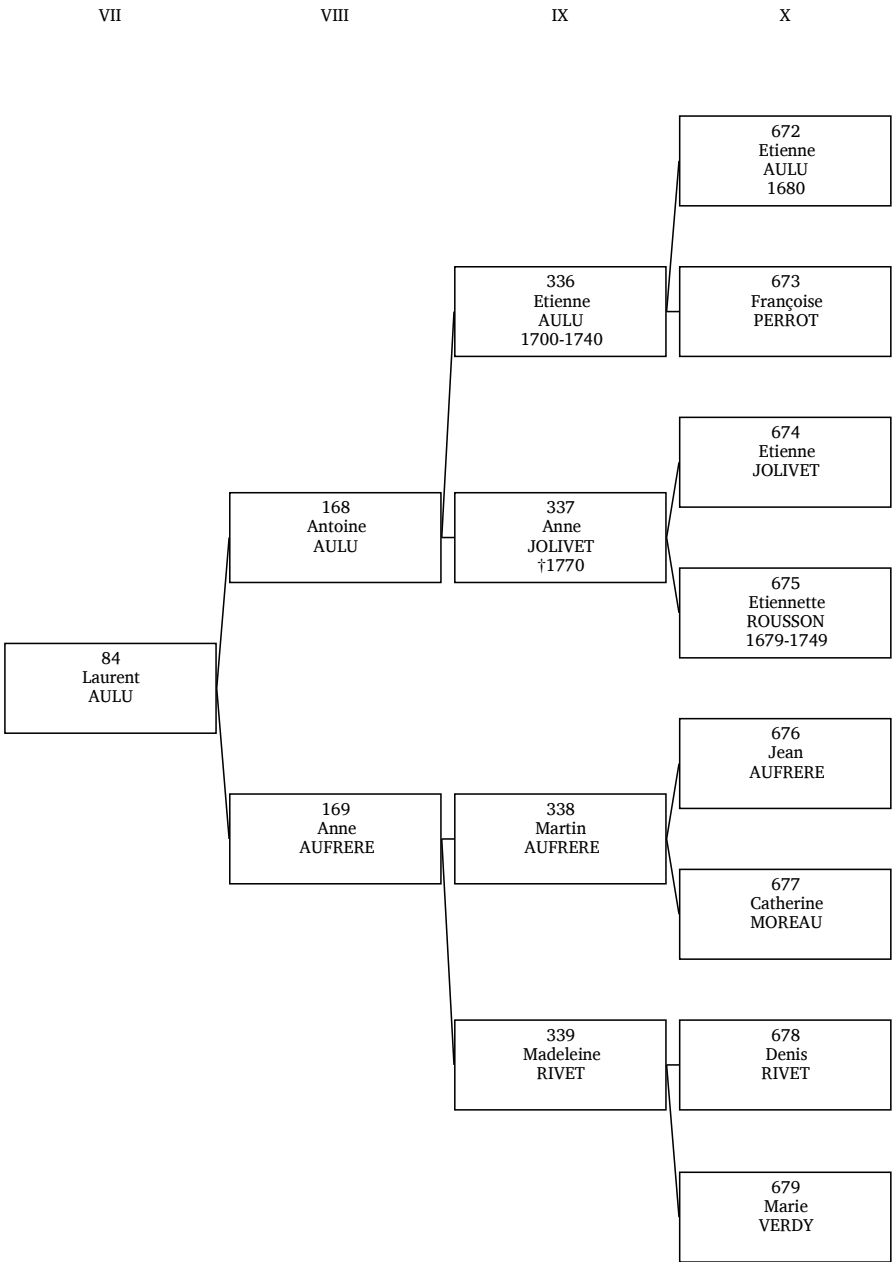 VII VIII IX X
672
Etienne
AULU
1680
336
Etienne
AULU
1700-1740
673
Françoise
PERROT
674
Etienne
JOLIVET
168
Antoine
AULU
337
Anne
JOLIVET
†1770
675
Etiennette
ROUSSON
1679-1749
84
Laurent
AULU
676
Jean
AUFRERE
169
Anne
AUFRERE
338
Martin
AUFRERE
677
Catherine
MOREAU
339
Madeleine
RIVET
678
Denis
RIVET
679
Marie
VERDY